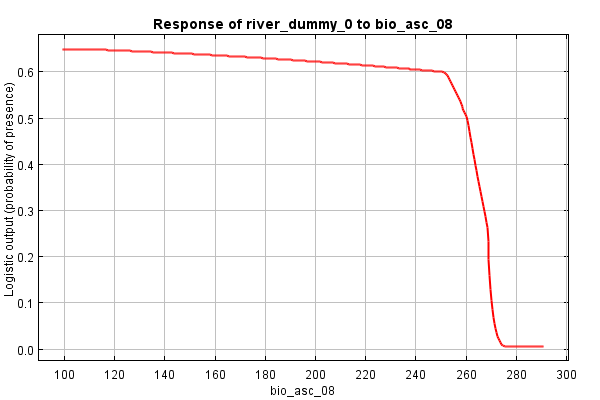 Response of river_dummy_0 to bio_asc_08
Logistic output (probability of presence)
0.6
0.5
0.4
0.3
0.2
0.1
0.0
100 120 140 160 180 200 220 240 260 280 300
bio_asc_08